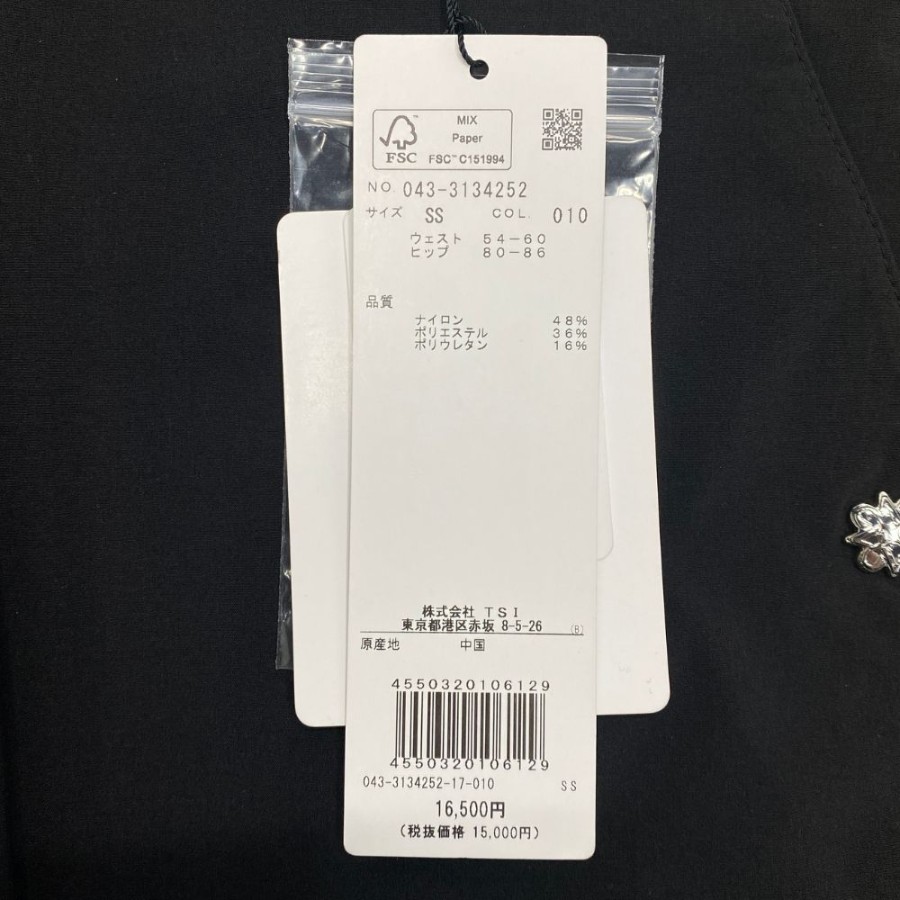 MIX
Paper
FSC™ C151994
FSC
NO. 043-3134252
サイズ SS COL. 010
ウェスト 54-60
ヒップ 80-86
品質
ナイロン 48%
ポリエステル 36%
ポリウレタン 16%
株式会社 TSI
東京都港区赤坂 8-5-26 (B)
原産地 中国
4550320106129
4550320106129
043-3134252-17-010 SS
16,500円
(税抜価格 15,000円)